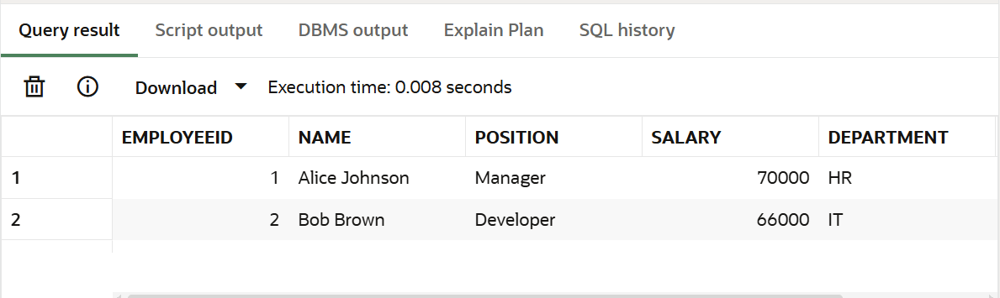 Query result Script output DBMS output Explain Plan SQL history
Download Execution time: 0.008 seconds
EMPLOYEEID NAME POSITION SALARY DEPARTMENT
1 1 Alice Johnson Manager 70000 HR
2 2 Bob Brown Developer 66000 IT